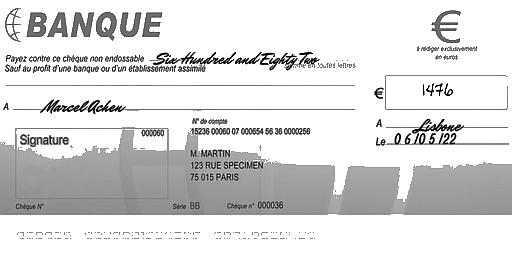 BANQUE
€
à rédiger exclusivement
en euros
Payez contre ce chèque non endossable Six Hundred and Eighty Two
Sauf au profit d'une banque ou d'un établissement assimilé
en toutes lettres
€ 1476
A Marcel Achen
A Lisbone
Le 06/05/22
N° de compte
000060 15236 00060 07 000654 56 36 0000256
Signature
M. MARTIN
123 RUE SPECIMEN
75 015 PARIS
Chèque N° Série BB Chèque n° 000036